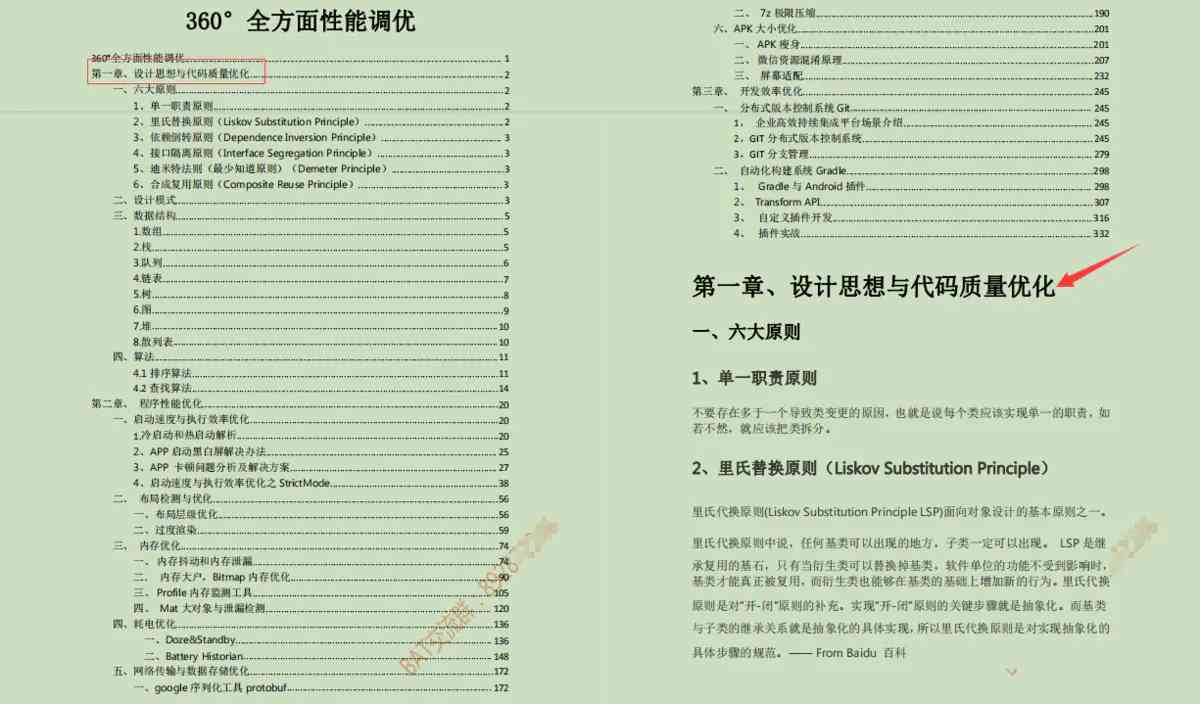 360°全方面性能调优
360°全方面性能调优 1
第一章、设计思想与代码质量优化 2
一、六大原则 2
1、单一职责原则 2
2、里氏替换原则（Liskov Substitution Principle） 2
3、依赖倒转原则（Dependence Inversion Principle） 3
4、接口隔离原则（Interface Segregation Principle） 3
5、迪米特法则（最少知道原则）（Demeter Principle） 3
6、合成复用原则（Composite Reuse Principle） 3
二、设计模式 3
三、数据结构 5
1.数组 5
2.栈 5
3.队列 6
4.链表 7
5.树 8
6.图 9
7.堆 10
8.散列表 10
四、算法 11
4.1 排序算法 11
4.2 查找算法 14
第二章、 程序性能优化 20
一、启动速度与执行效率优化 20
1.冷启动和热启动解析 20
2、APP 启动黑白屏解决办法 25
3、APP 卡顿问题分析及解决方案 27
4、启动速度与执行效率优化之 StrictMode 38
二、 布局检测与优化 56
一、布局层级优化 56
二、过度渲染 59
三、 内存优化 74
一、 内存抖动和内存泄漏 74
二、 内存大户，Bitmap 内存优化 90
三、 Profile 内存监测工具 105
四、 Mat 大对象与泄漏检测 120
四、耗电优化 136
一、Doze&Standby 136
二、Battery Historian 148
五、网络传输与数据存储优化 172
一、google 序列化工具 protobuf 172
BAT交流群：
二、 7z 极限压缩 190
六、APK 大小优化 201
一、 APK 瘦身 201
二、 微信资源混淆原理 207
三、 屏幕适配 232
第三章、 开发效率优化 245
一、 分布式版本控制系统 Git 245
1， 企业高效持续集成平台场景介绍 245
2，GIT 分布式版本控制系统 245
3，GIT 分支管理 279
二、 自动化构建系统 Gradle 298
1、 Gradle 与 Android 插件 298
2、 Transform API 307
3、 自定义插件开发 316
4、 插件实战 332
第一章、设计思想与代码质量优化
一、六大原则
1、单一职责原则
不要存在多于一个导致类变更的原因，也就是说每个类应该实现单一的职责，如
若不然，就应该把类拆分。
2、里氏替换原则（Liskov Substitution Principle）
里氏代换原则(Liskov Substitution Principle LSP)面向对象设计的基本原则之一。
里氏代换原则中说，任何基类可以出现的地方，子类一定可以出现。 LSP 是继
承复用的基石，只有当衍生类可以替换掉基类，软件单位的功能不受到影响时，
基类才能真正被复用，而衍生类也能够在基类的基础上增加新的行为。里氏代换
原则是对"开-闭"原则的补充。实现"开-闭"原则的关键步骤就是抽象化。而基类
与子类的继承关系就是抽象化的具体实现，所以里氏代换原则是对实现抽象化的
具体步骤的规范。—— From Baidu 百科